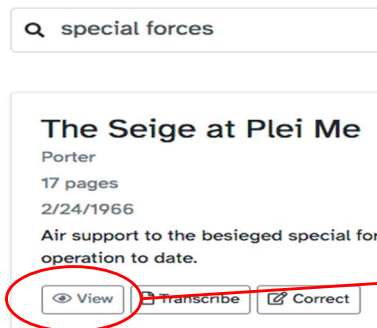 special forces
The Seige at Plei Me
Porter
17 pages
2/24/1966
Air support to the besieged special
operation to date.
View Transcribe Correct